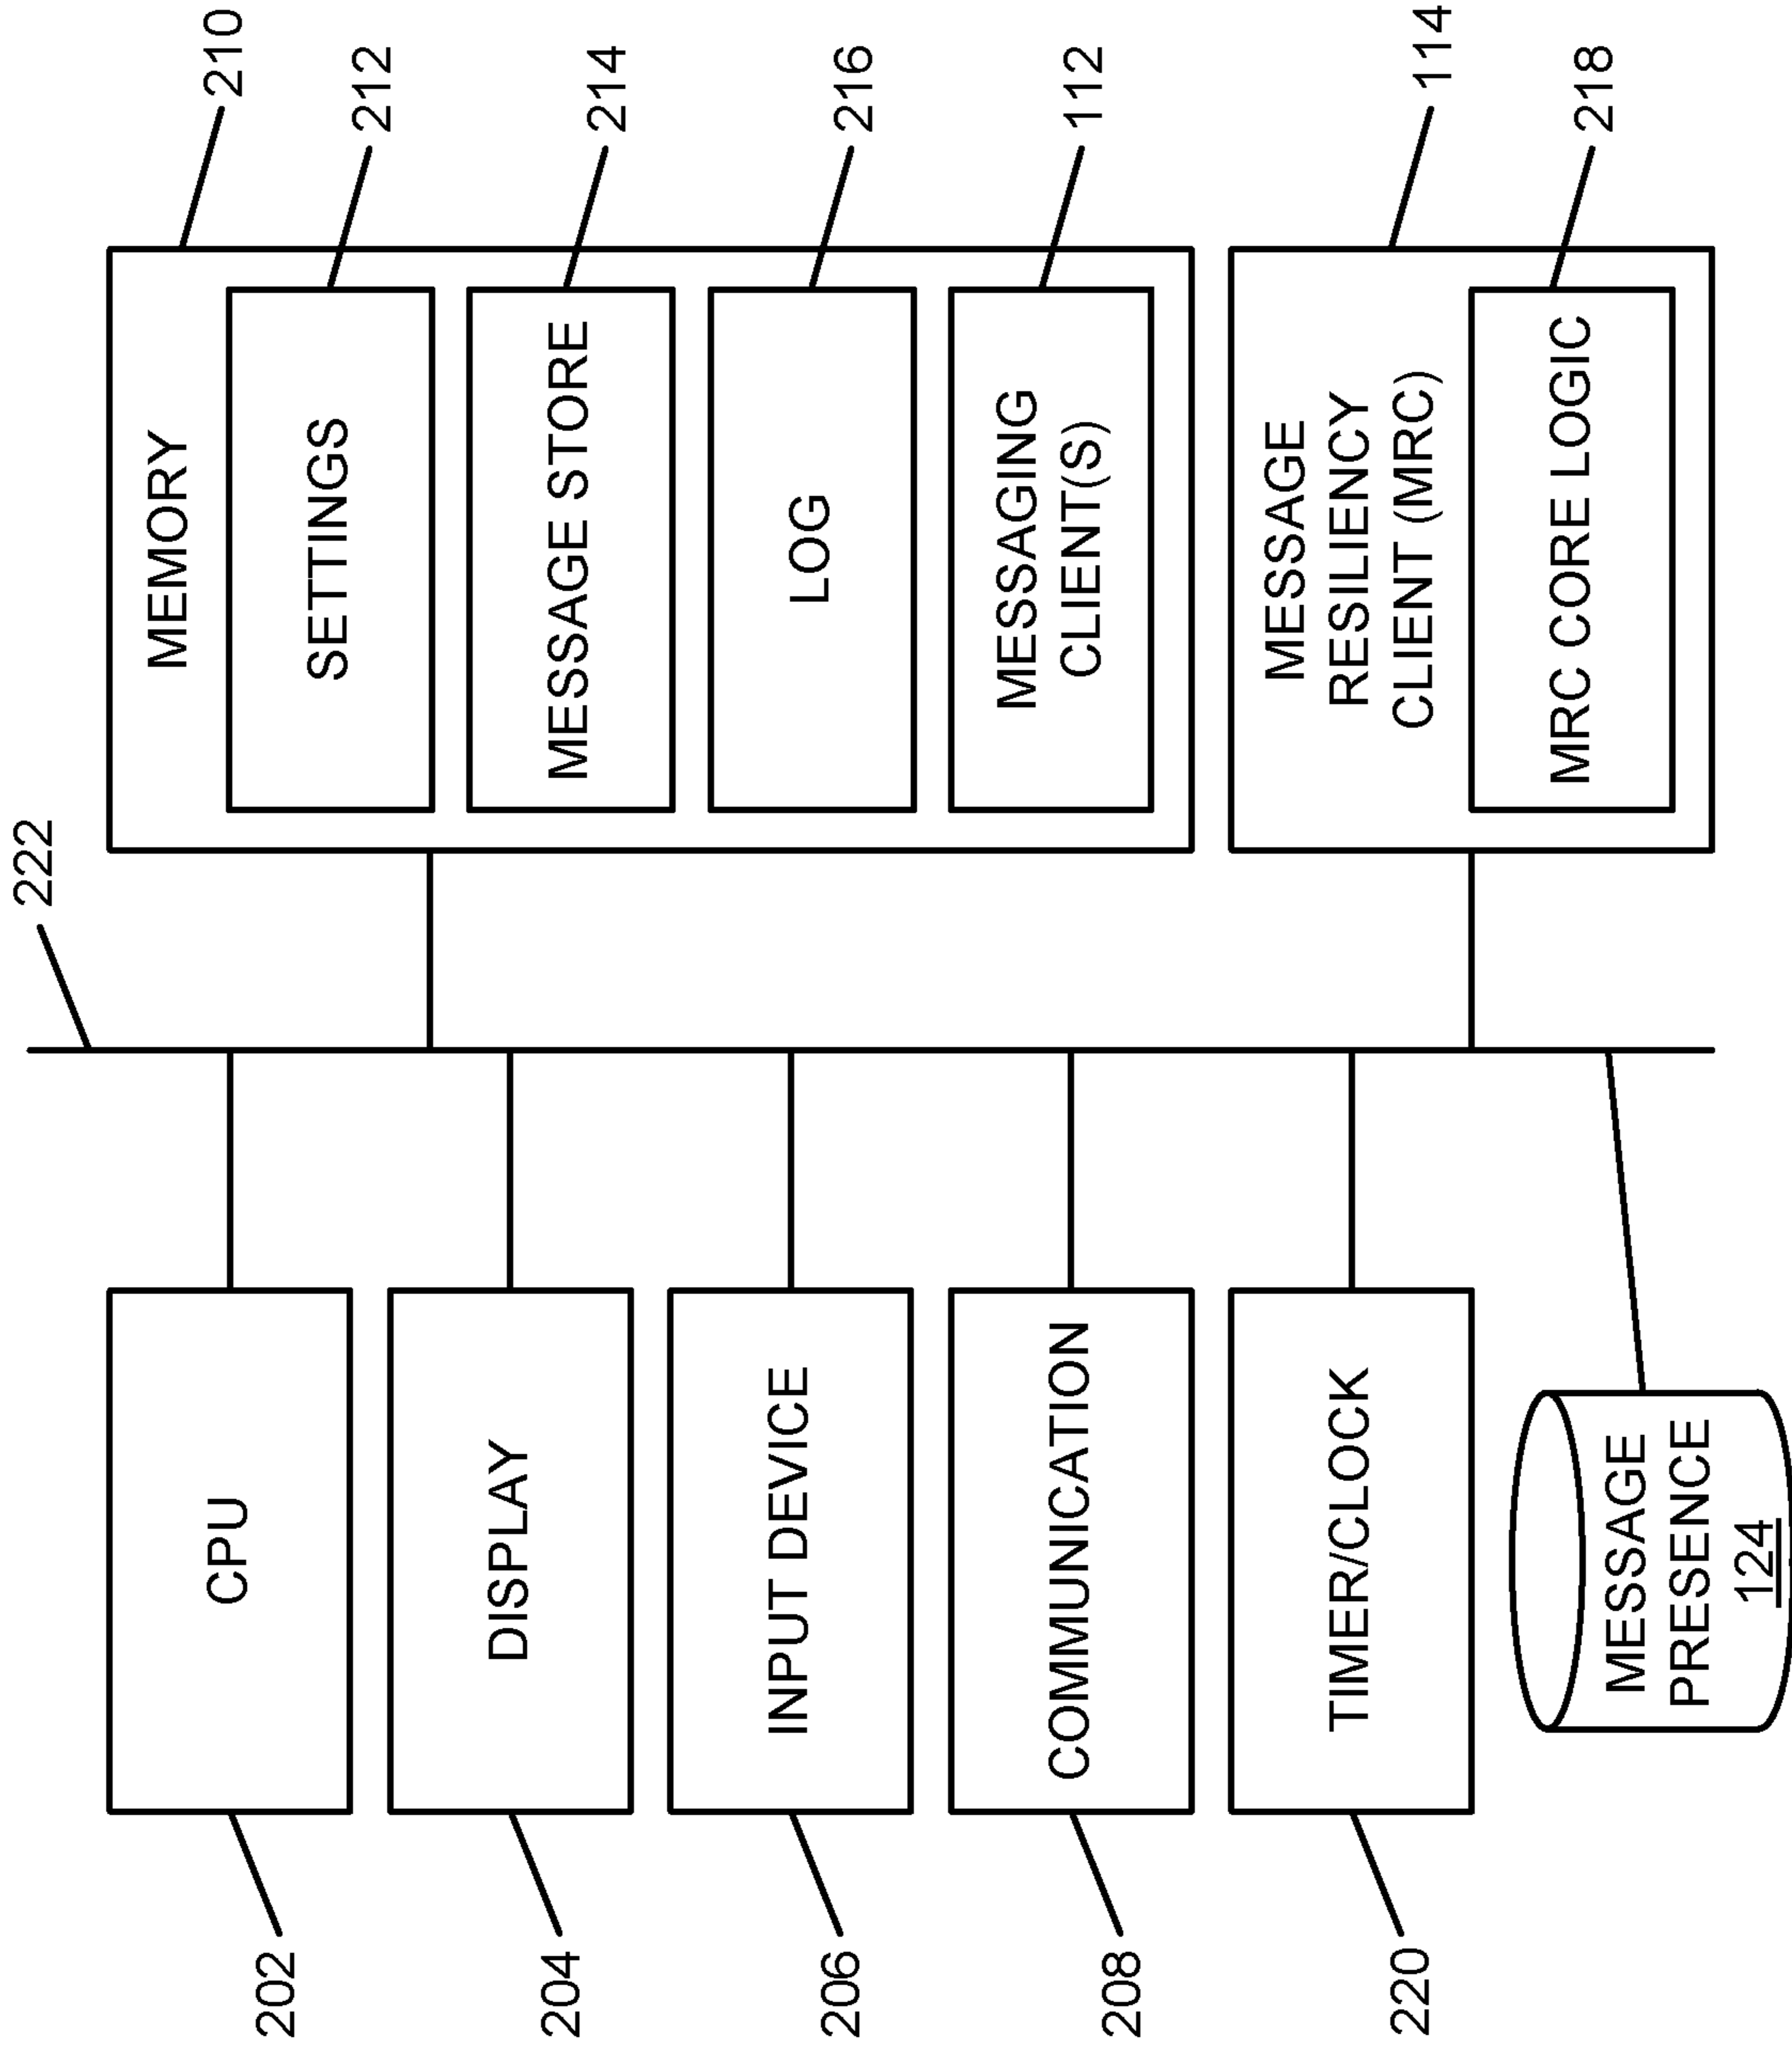 222
202
CPU
204
DISPLAY
206
INPUT DEVICE
208
COMMUNICATION
220
TIMER/CLOCK
MESSAGE
PRESENCE
124
MEMORY
210
SETTINGS
212
MESSAGE STORE
214
LOG
216
MESSAGING
CLIENT(S)
112
MESSAGE
RESILIENCY
CLIENT (MRC)
114
MRC CORE LOGIC
218